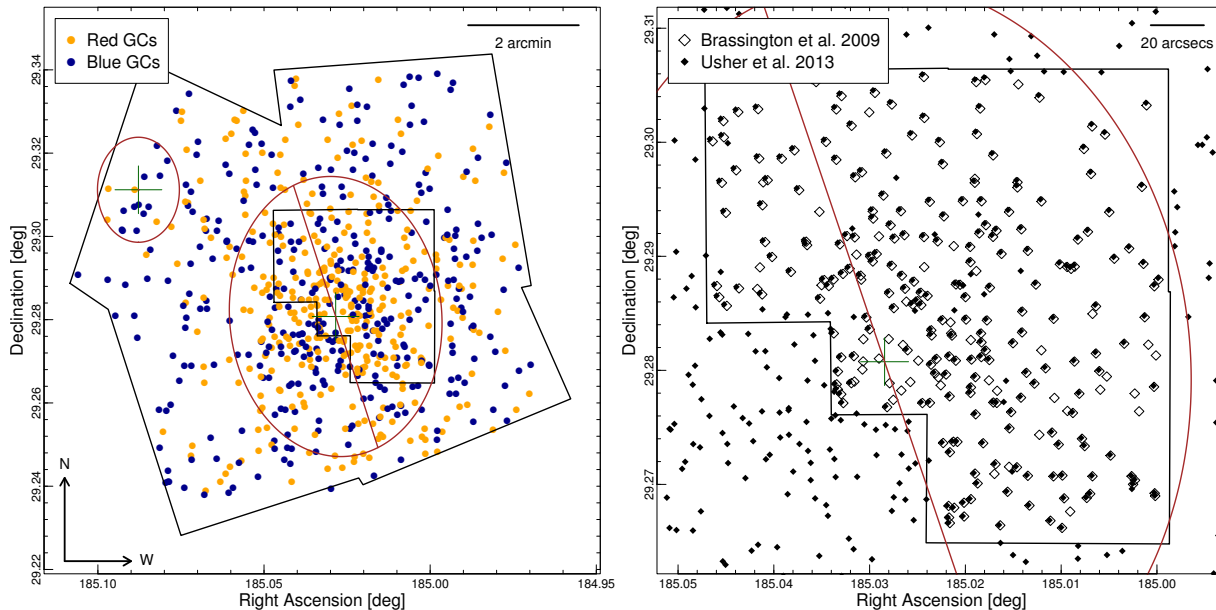 Red GCs
Blue GCs
2 arcmin
29.34
29.32
29.30
29.28
29.26
29.24
29.22
Declination [deg]
N
W
185.10
185.05
185.00
184.95
Right Ascension [deg]
Brassington et al. 2009
Usher et al. 2013
20 arcsecs
29.31
29.30
29.29
29.28
29.27
Declination [deg]
185.05
185.04
185.03
185.02
185.01
185.00
Right Ascension [deg]